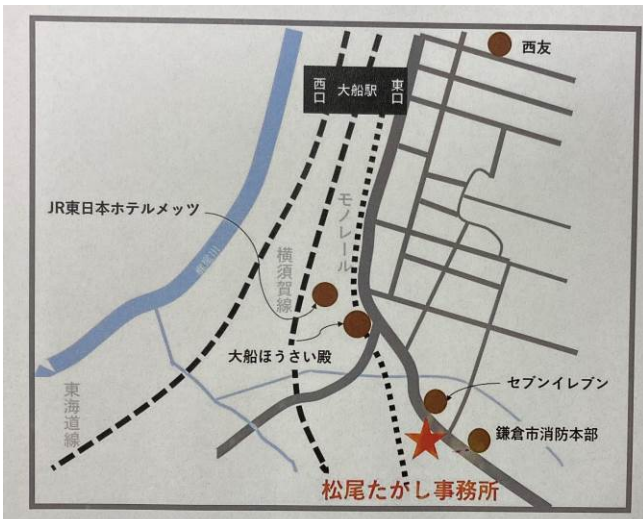 西友
西口 大船駅 東口
JR東日本ホテルメッツ
モノレール
横須賀線
大船ほうさい殿
東海道線
セブンイレブン
鎌倉市消防本部
松尾たがし事務所